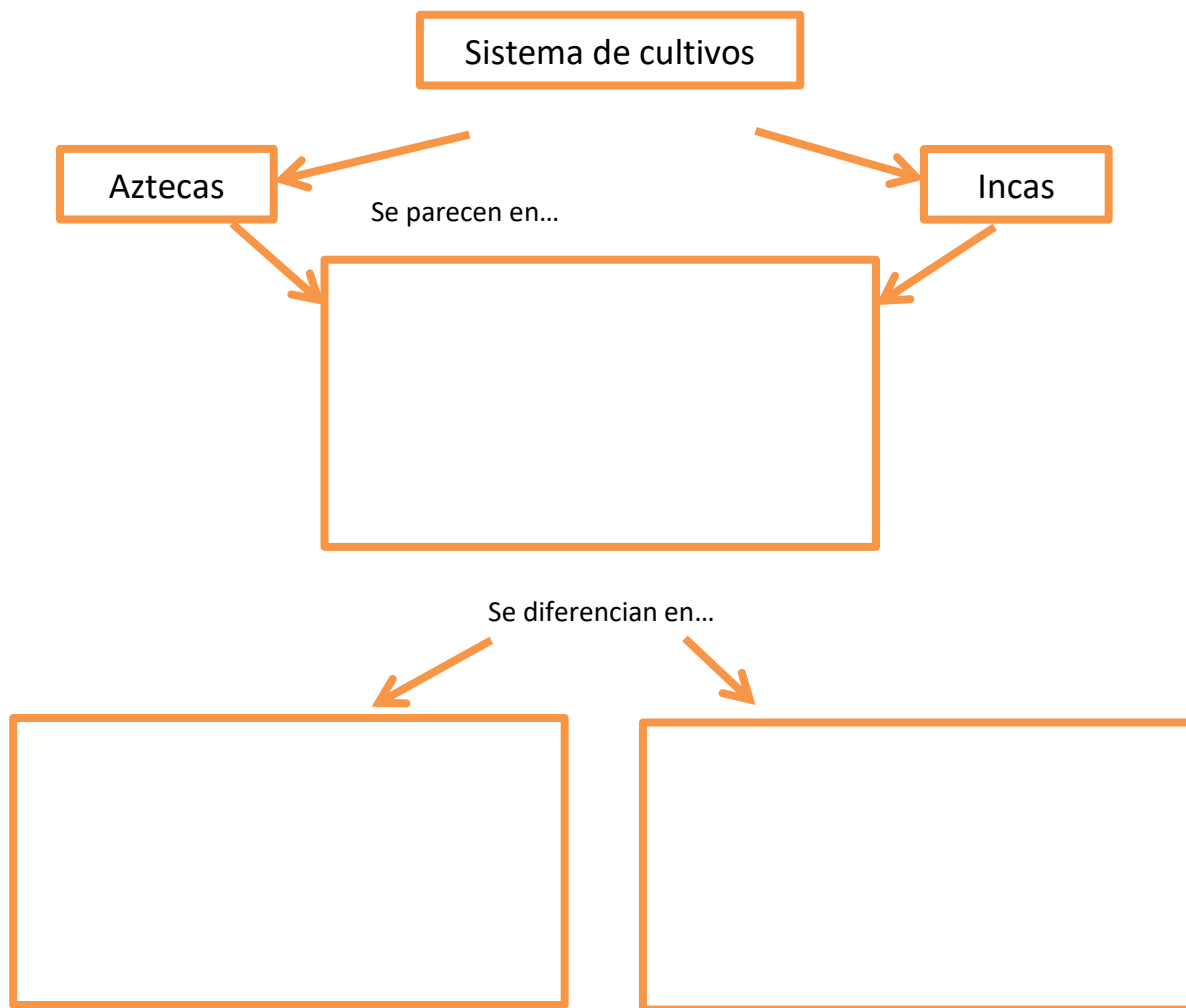 Sistema de cultivos
Aztecas
Incas
Se parecen en…
Se diferencian en…